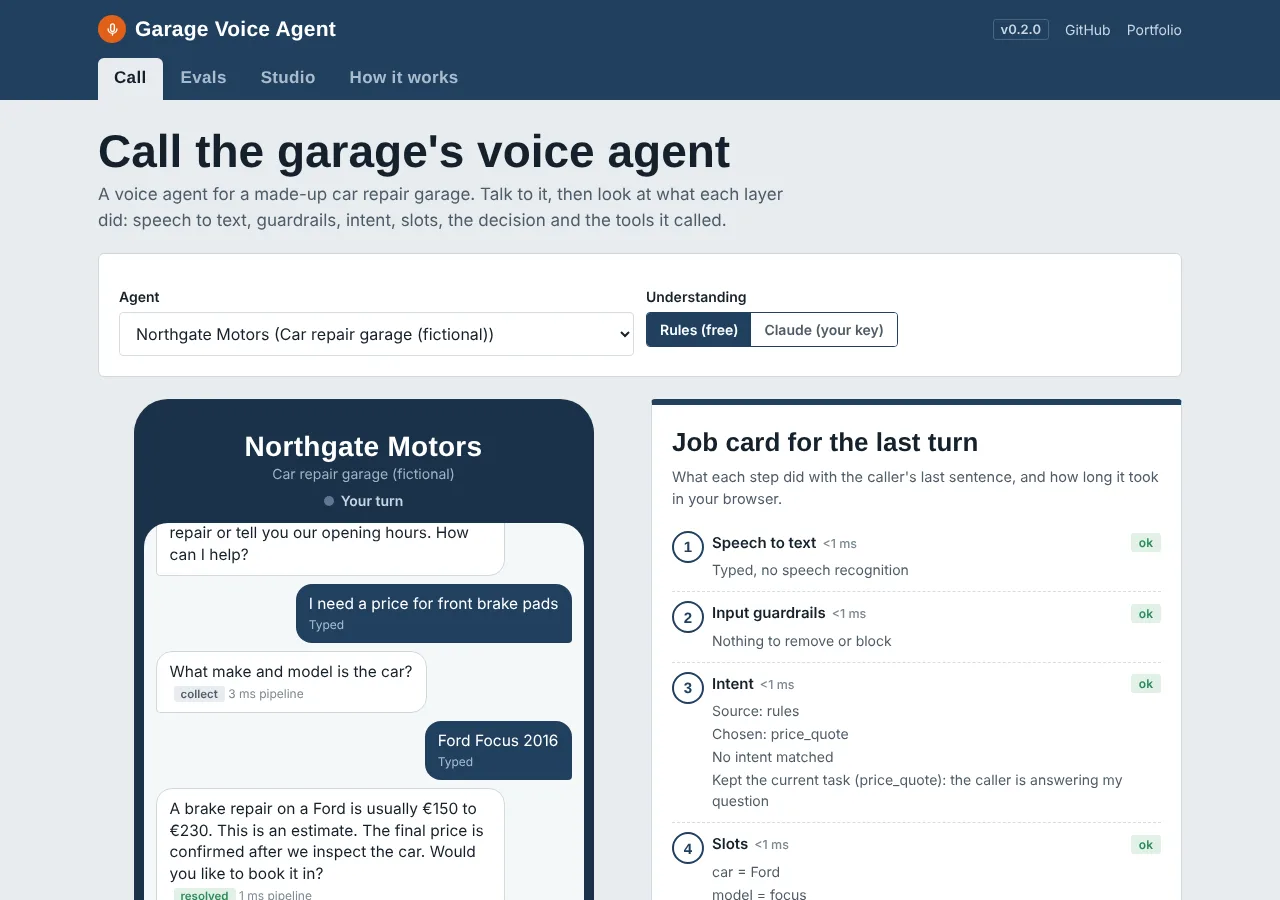 Garage Voice Agent
v0.2.0 GitHub Portfolio
Call Evals Studio How it works
Call the garage's voice agent
A voice agent for a made-up car repair garage. Talk to it, then look at what each layer
did: speech to text, guardrails, intent, slots, the decision and the tools it called.
Agent
Northgate Motors (Car repair garage (fictional))
Understanding
Rules (free) Claude (your key)
Northgate Motors
Car repair garage (fictional)
Your turn
repair or tell you our opening hours. How
can I help?
I need a price for front brake pads
Typed
What make and model is the car?
collect 3 ms pipeline
Ford Focus 2016
Typed
A brake repair on a Ford is usually €150 to
€230. This is an estimate. The final price is
confirmed after we inspect the car. Would
you like to book it in?
resolved 1 ms pipeline
Job card for the last turn
What each step did with the caller's last sentence, and how long it took
in your browser.
1 Speech to text <1 ms ok
Typed, no speech recognition
2 Input guardrails <1 ms ok
Nothing to remove or block
3 Intent <1 ms ok
Source: rules
Chosen: price_quote
No intent matched
Kept the current task (price_quote): the caller is answering my
question
4 Slots <1 ms ok
car = Ford
model = focus